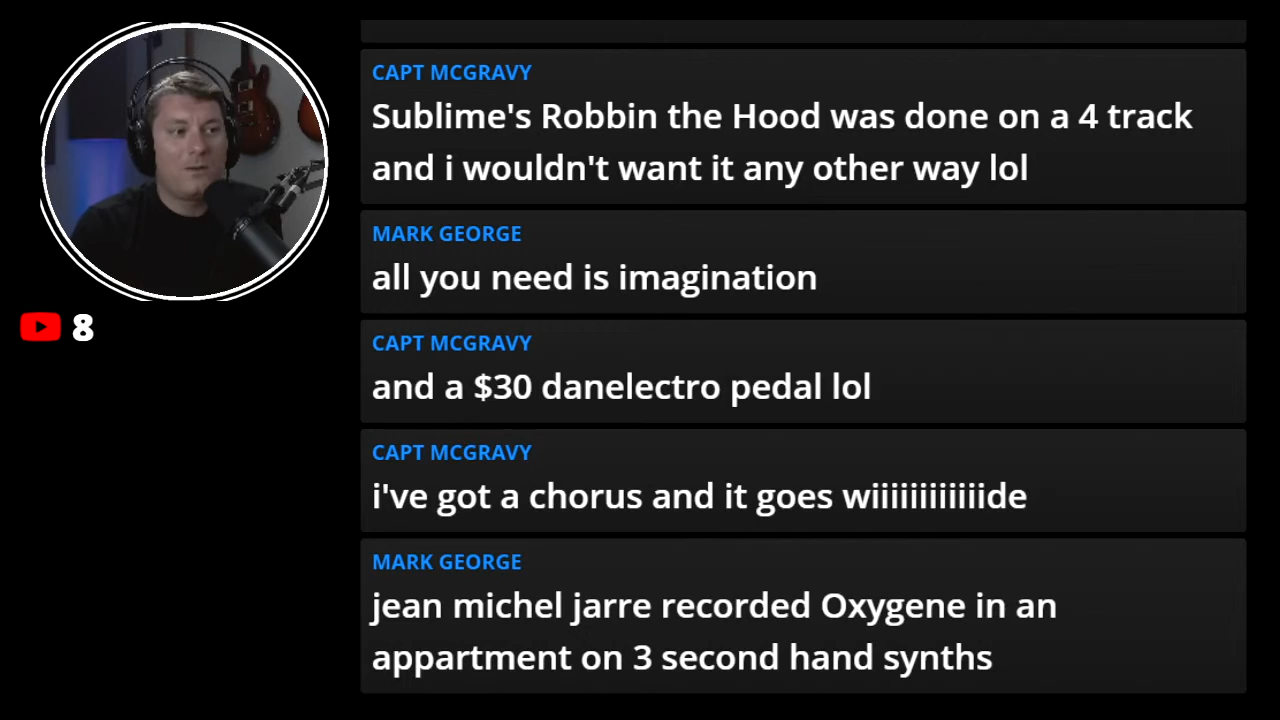 CAPT MCGRAVY
Sublime's Robbin the Hood was done on a 4 track
and i wouldn't want it any other way lol
MARK GEORGE
all you need is imagination
CAPT MCGRAVY
and a $30 danelectro pedal lol
CAPT MCGRAVY
i've got a chorus and it goes wiiiiiiiiiiiide
MARK GEORGE
jean michel jarre recorded Oxygene in an
appartment on 3 second hand synths
8